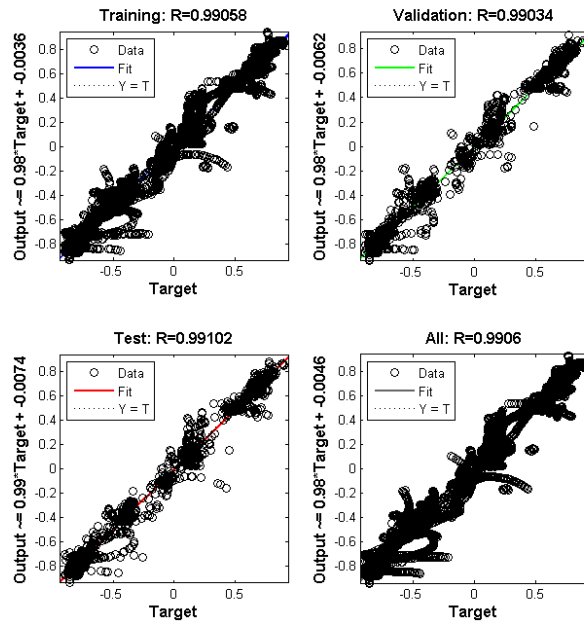 Training: R=0.99058
Output ~= 0.98*Target + -0.0036
0.8
0.6
0.4
0.2
0
-0.2
-0.4
-0.6
-0.8
Data
Fit
Y = T
-0.5
0
0.5
Target
Validation: R=0.99034
Output ~= 0.98*Target + -0.0062
0.8
0.6
0.4
0.2
0
-0.2
-0.4
-0.6
-0.8
Data
Fit
Y = T
-0.5
0
0.5
Target
Test: R=0.99102
Output ~= 0.99*Target + -0.0074
0.8
0.6
0.4
0.2
0
-0.2
-0.4
-0.6
-0.8
Data
Fit
Y = T
-0.5
0
0.5
Target
All: R=0.9906
Output ~= 0.98*Target + -0.0046
0.8
0.6
0.4
0.2
0
-0.2
-0.4
-0.6
-0.8
Data
Fit
Y = T
-0.5
0
0.5
Target